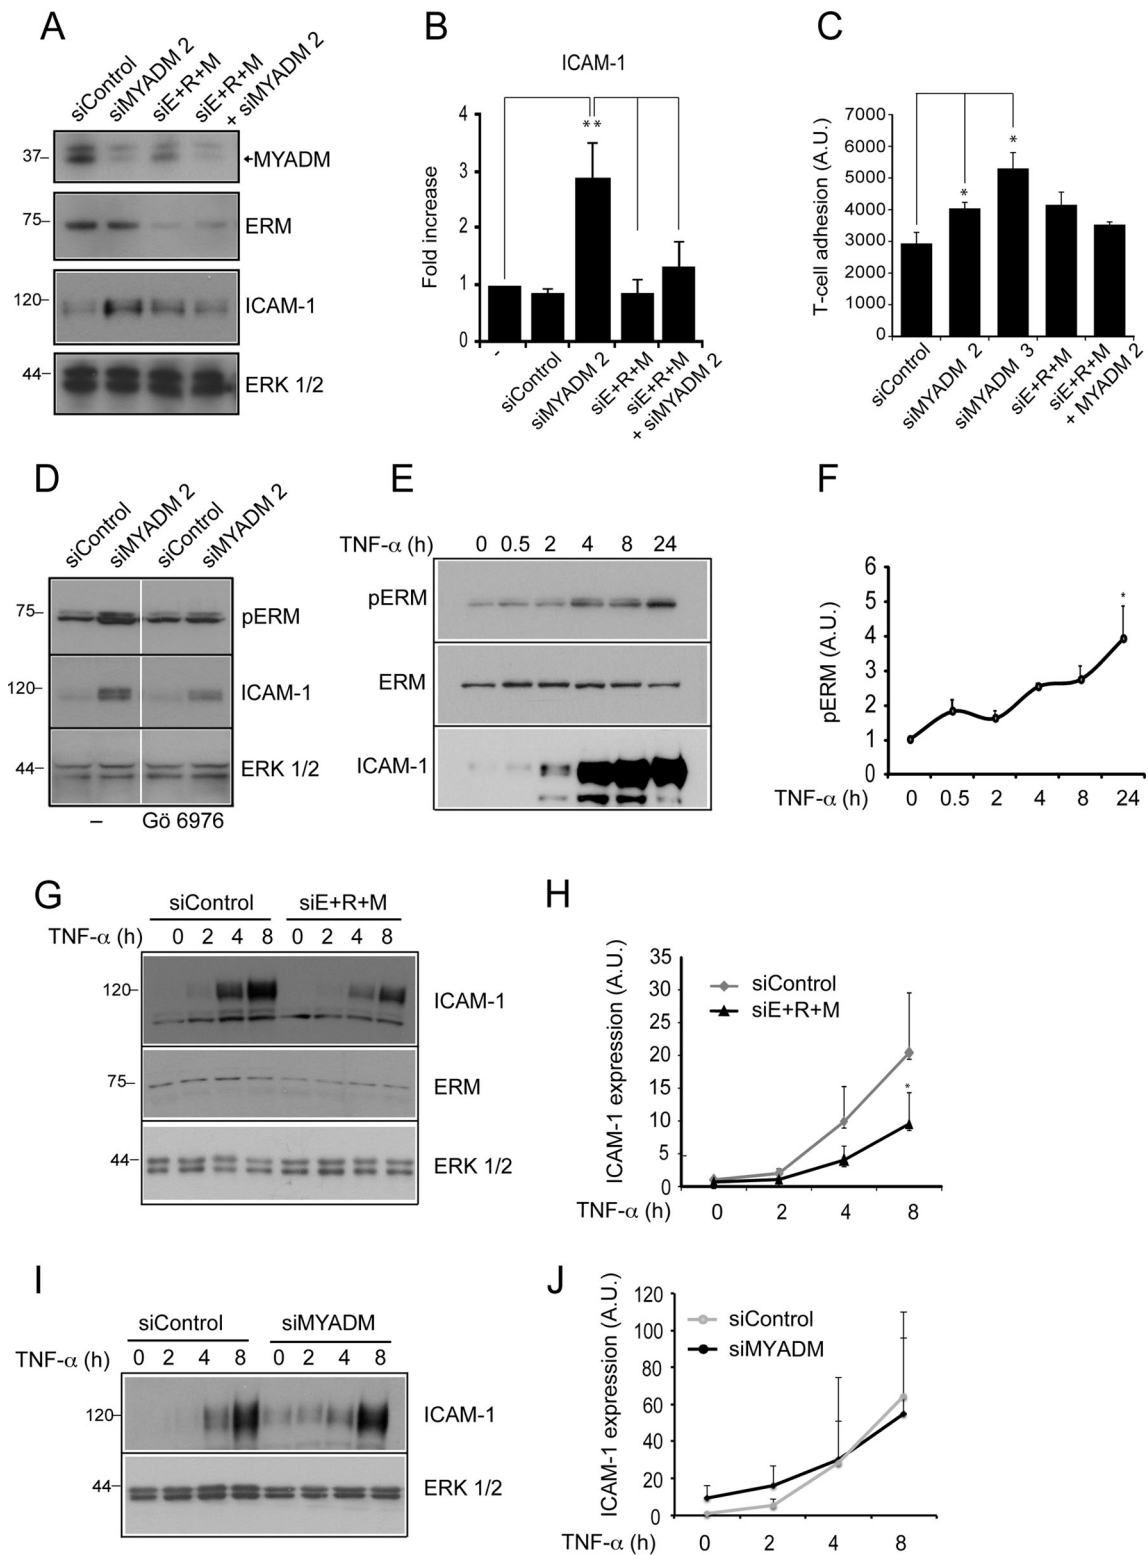 A
siControl
siMYADM 2
siE+R+M
siE+R+M
+ siMYADM 2
37
MYADM
75
ERM
120
ICAM-1
44
ERK 1/2
B
ICAM-1
**
Fold increase
4
3
2
1
0
-
siControl
siMYADM 2
siE+R+M
siE+R+M
+ siMYADM 2
C
T-cell adhesion (A.U.)
7000
6000
5000
4000
3000
2000
1000
0
*
*
siControl
siMYADM 2
siMYADM 3
siE+R+M
siE+R+M
+ MYADM 2
D
siControl
siMYADM 2
siControl
siMYADM 2
75
pERM
120
ICAM-1
44
ERK 1/2
–
Gö 6976
E
TNF-α (h) 0 0.5 2 4 8 24
pERM
ERM
ICAM-1
F
pERM (A.U.)
6
5
4
3
2
1
0
*
TNF-α (h) 0 0.5 2 4 8 24
G
siControl siE+R+M
TNF-α (h) 0 2 4 8 0 2 4 8
120
ICAM-1
75
ERM
44
ERK 1/2
H
ICAM-1 expression (A.U.)
35
30
25
20
15
10
5
0
siControl
siE+R+M
*
TNF-α (h) 0 2 4 8
I
siControl siMYADM
TNF-α (h) 0 2 4 8 0 2 4 8
120
ICAM-1
44
ERK 1/2
J
ICAM-1 expression (A.U.)
120
100
80
60
40
20
0
siControl
siMYADM
TNF-α (h) 0 2 4 8